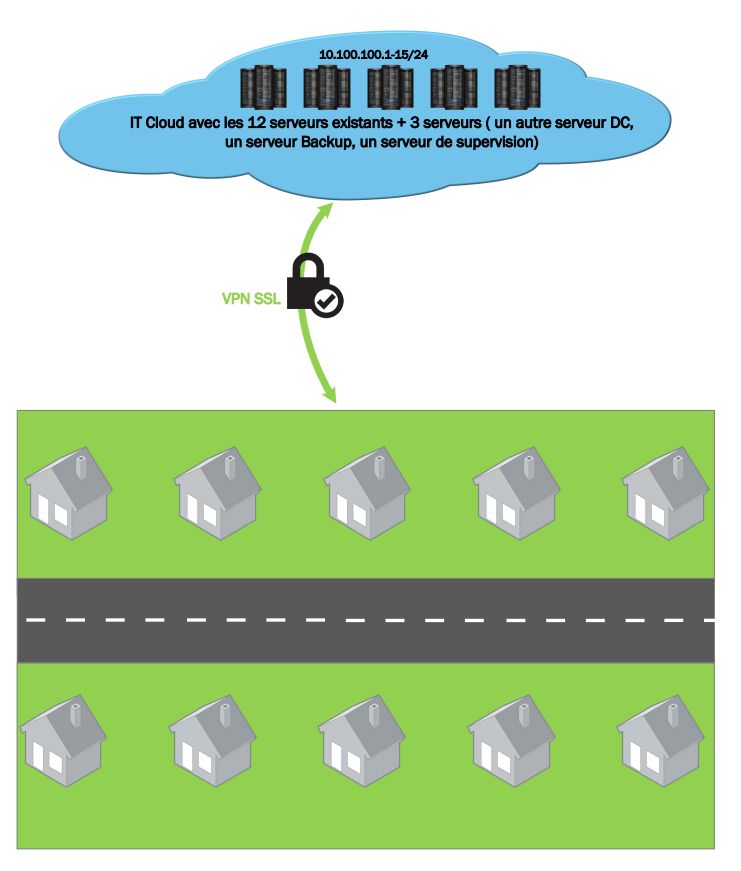 10.100.100.1-15/24
IT Cloud avec les 12 serveurs existants + 3 serveurs ( un autre serveur DC,
un serveur Backup, un serveur de supervision)
VPN SSL